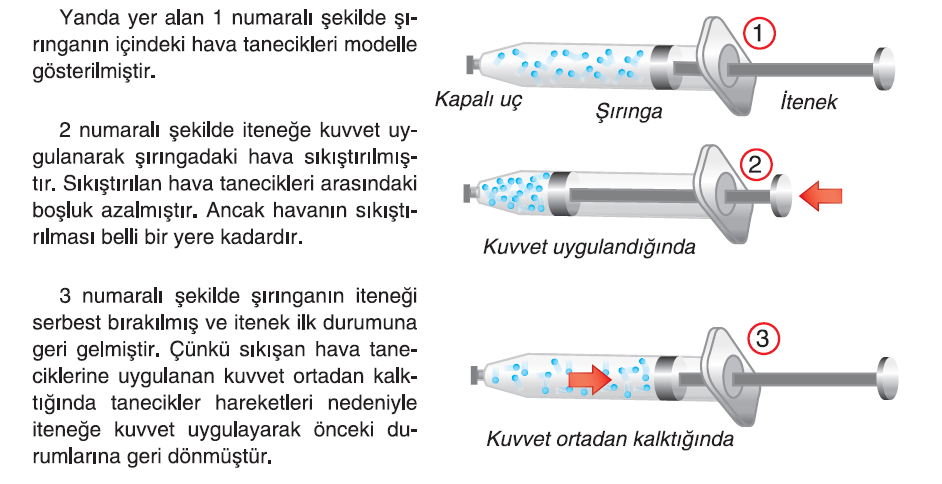 Yanda yer alan 1 numaralı şekilde şı-
rınganın içindeki hava tanecikleri modelle
gösterilmiştir.
2 numaralı şekilde iteneğe kuvvet uy-
gulanarak şırıngadaki hava sıkıştırılmış-
tır. Sıkıştırılan hava tanecikleri arasındaki
boşluk azalmıştır. Ancak havanın sıkıştı-
rılması belli bir yere kadardır.
3 numaralı şekilde şırınganın iteneği
serbest bırakılmış ve itenek ilk durumuna
geri gelmiştir. Çünkü sıkışan hava tane-
ciklerine uygulanan kuvvet ortadan kalk-
tığında tanecikler hareketleri nedeniyle
iteneğe kuvvet uygulayarak önceki du-
rumlarına geri dönmüştür.
1
Kapalı uç Şırınga İtenek
2
Kuvvet uygulandığında
3
Kuvvet ortadan kalktığında